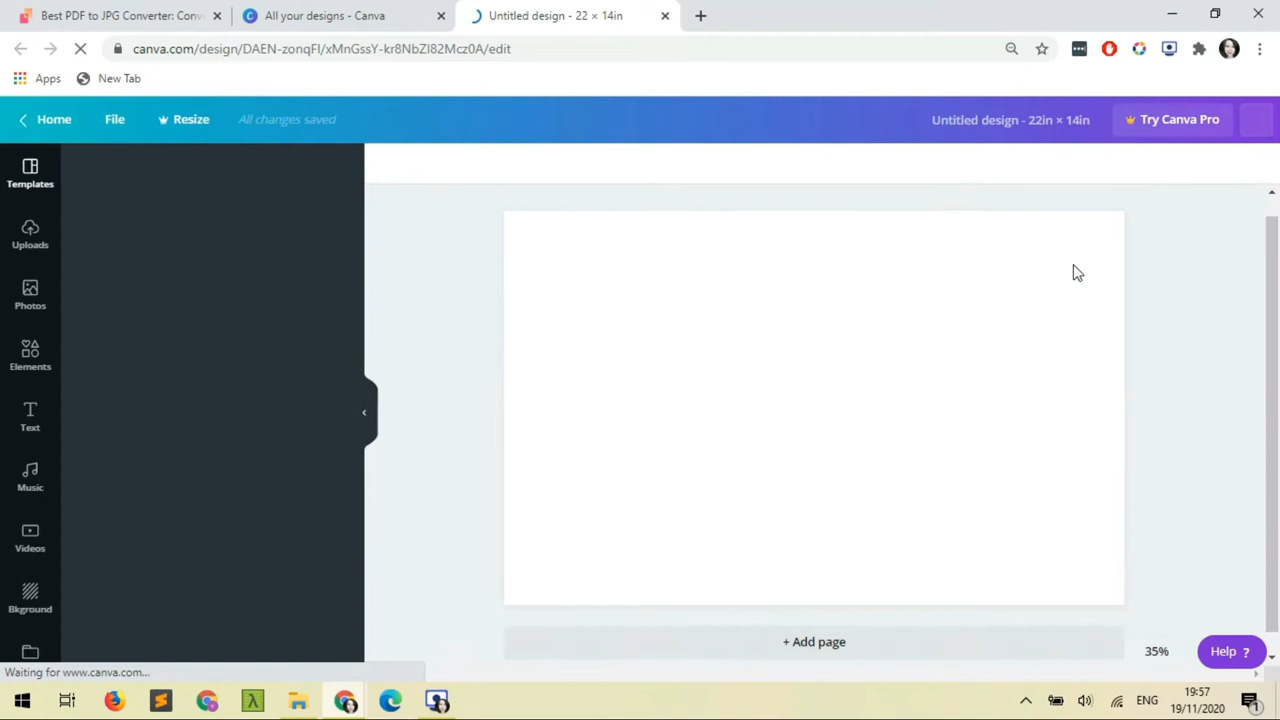 Best PDF to JPG Converter: Conv
All your designs - Canva
Untitled design - 22 × 14in
canva.com/design/DAEN-zonqFI/xMnGssY-kr8NbZI82Mcz0A/edit
Apps
New Tab
Home
File
Resize
All changes saved
Untitled design - 22in × 14in
Try Canva Pro
Templates
Uploads
Photos
Elements
Text
Music
Videos
Bkground
+ Add page
35%
Help ?
Waiting for www.canva.com...
ENG
19:57
19/11/2020
1